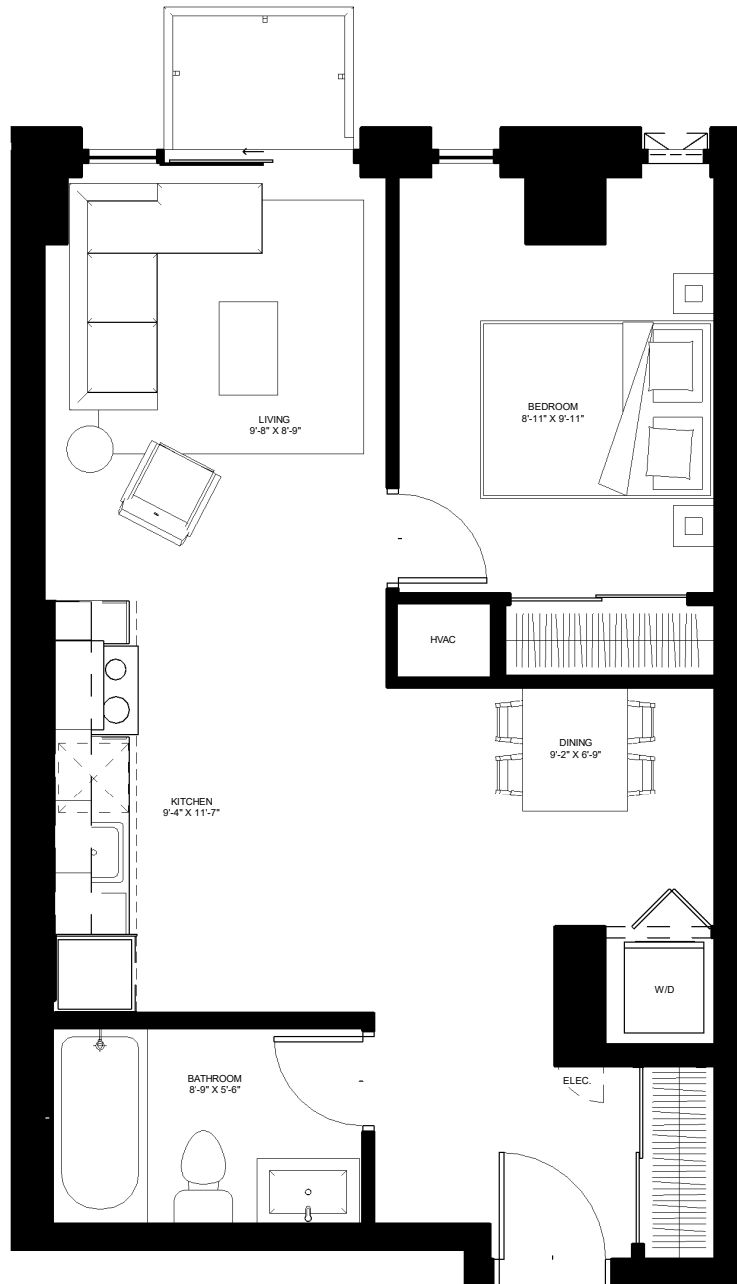 LIVING
9'-8" X 8'-9"
BEDROOM
8'-11" X 9'-11"
HVAC
DINING
9'-2" X 6'-9"
KITCHEN
9'-4" X 11'-7"
W/D
BATHROOM
8'-9" X 5'-6"
ELEC.